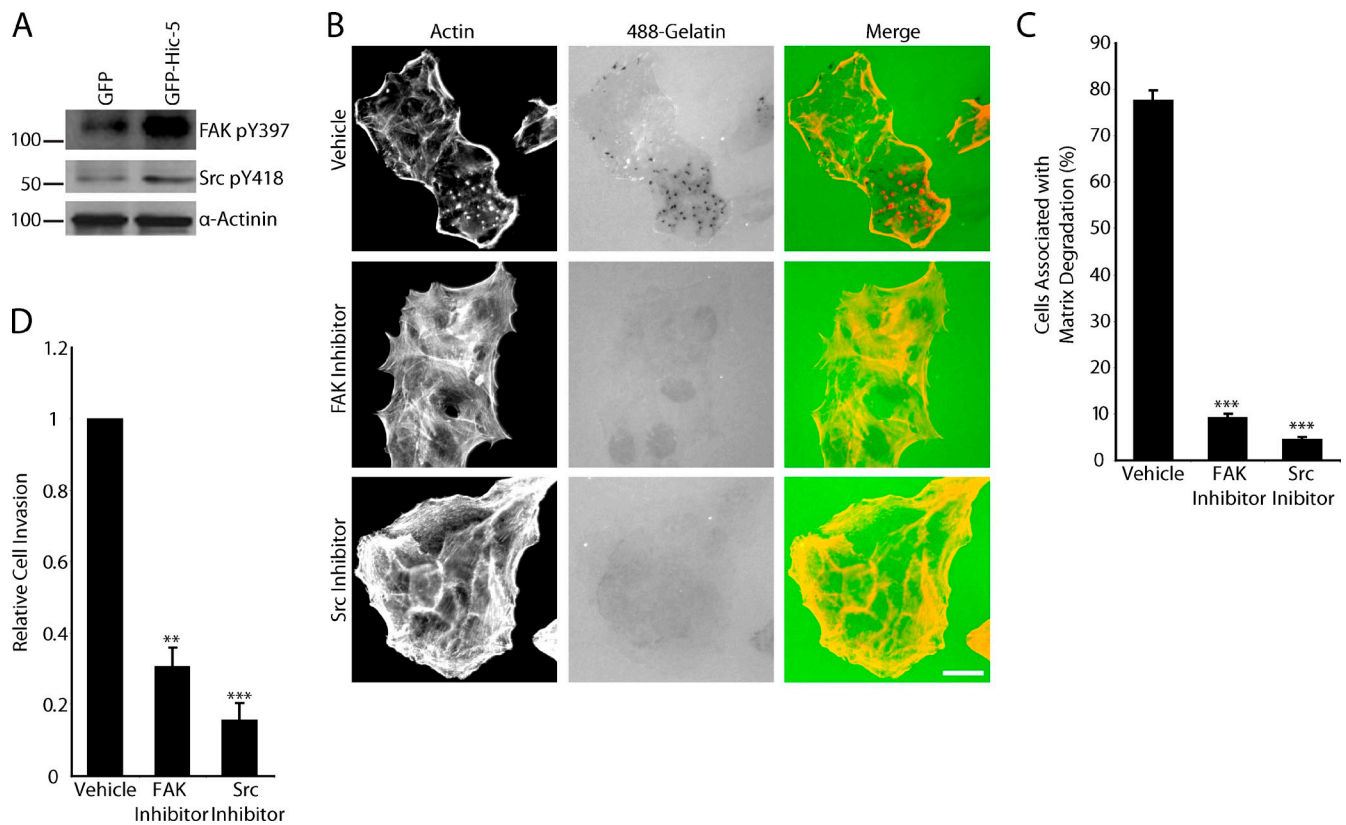 A
GFP
GFP-Hic-5
100
FAK pY397
50
Src pY418
100
α-Actinin
B
Actin
488-Gelatin
Merge
Vehicle
FAK Inhibitor
Src Inhibitor
C
Cells Associated with
Matrix Degradation (%)
90
80
70
60
50
40
30
20
10
0
***
***
Vehicle
FAK
Inhibitor
Src
Inibitor
D
Relative Cell Invasion
1.2
1
0.8
0.6
0.4
0.2
0
**
***
Vehicle
FAK
Inhibitor
Src
Inhibitor